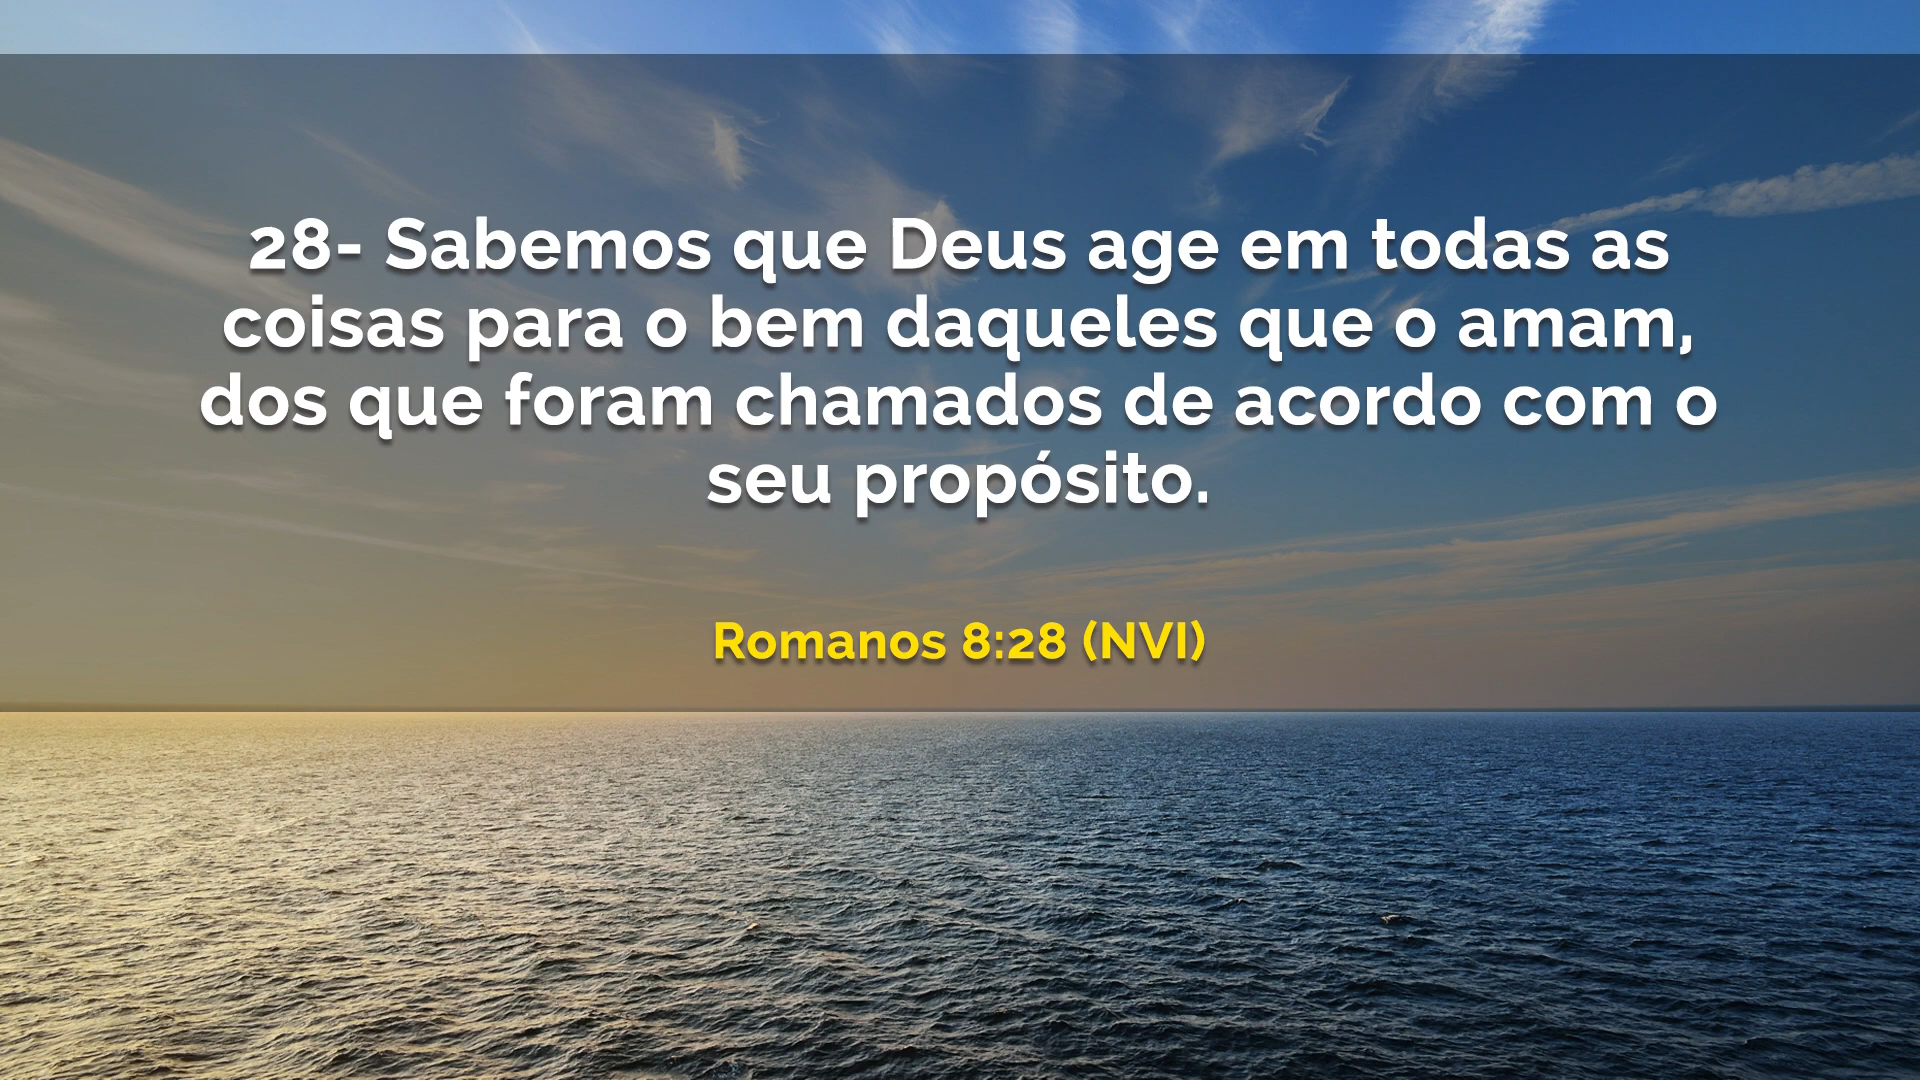 28- Sabemos que Deus age em todas as
coisas para o bem daqueles que o amam,
dos que foram chamados de acordo com o
seu propósito.
Romanos 8:28 (NVI)